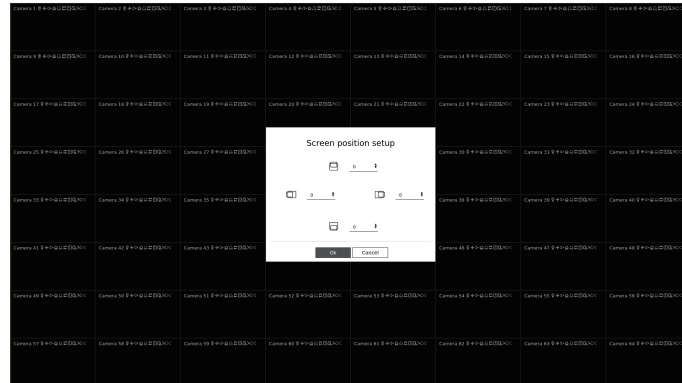 Camera 1 Camera 2 Camera 3 Camera 4 Camera 5 Camera 6 Camera 7 Camera 8
Camera 9 Camera 10 Camera 11 Camera 12 Camera 13 Camera 14 Camera 15 Camera 16
Camera 17 Camera 18 Camera 19 Camera 20 Camera 21 Camera 22 Camera 23 Camera 24
Camera 25 Camera 26 Camera 27 Camera 30 Camera 31 Camera 32
Screen position setup
0
Camera 33 Camera 34 Camera 35 Camera 38 Camera 39 Camera 40
0 0
0
Camera 41 Camera 42 Camera 43 Camera 46 Camera 47 Camera 48
Ok Cancel
Camera 49 Camera 50 Camera 51 Camera 52 Camera 53 Camera 54 Camera 55 Camera 56
Camera 57 Camera 58 Camera 59 Camera 60 Camera 61 Camera 62 Camera 63 Camera 64